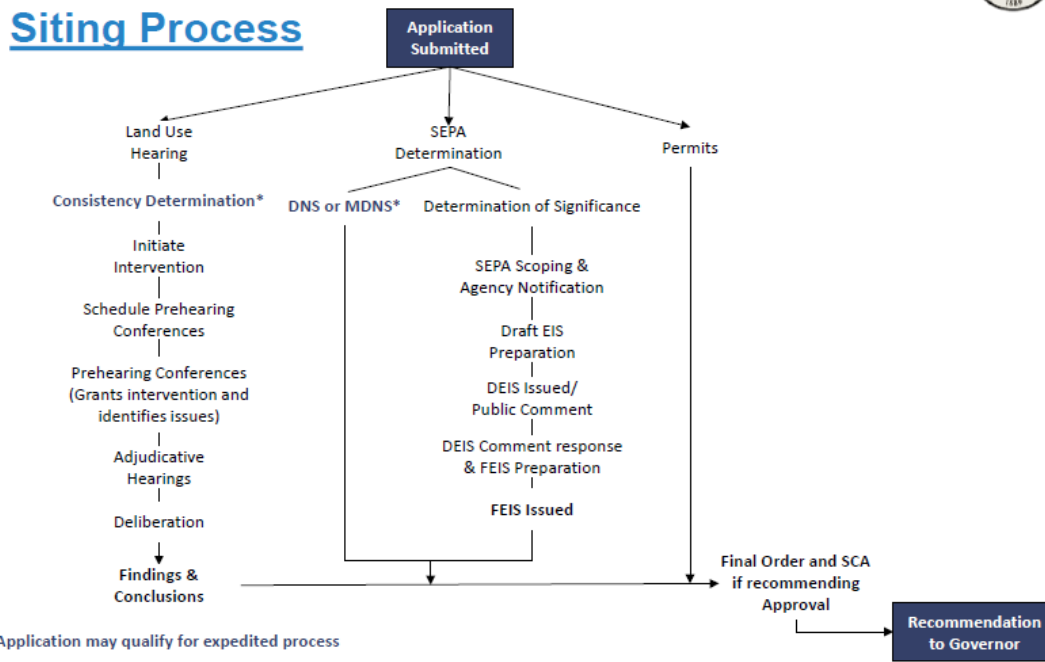 Siting Process
Application
Submitted
1889
Land Use
Hearing
SEPA
Determination
Permits
Consistency Determination*
DNS or MDNS*
Determination of Significance
Initiate
Intervention
SEPA Scoping &
Agency Notification
Schedule Prehearing
Conferences
Draft EIS
Preparation
Prehearing Conferences
(Grants intervention and
identifies issues)
DEIS Issued/
Public Comment
Adjudicative
Hearings
DEIS Comment response
& FEIS Preparation
Deliberation
FEIS Issued
Findings &
Conclusions
Final Order and SCA
if recommending
Approval
Recommendation
to Governor
Application may qualify for expedited process